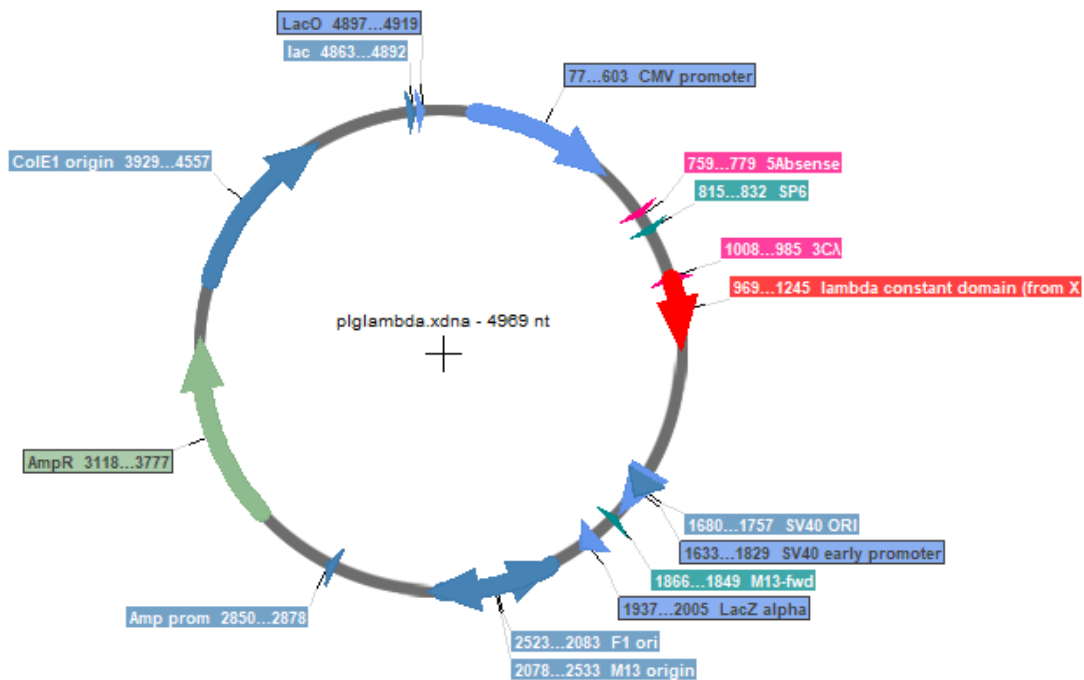 LacO 4897...4919
lac 4863...4892
77...603 CMV promoter
ColE1 origin 3929...4557
759...779 5Absense
815...832 SP6
1008...985 3Cλ
969...1245 lambda constant domain (from X
pIglambda.xdna - 4969 nt
AmpR 3118...3777
1680...1757 SV40 ORI
1633...1829 SV40 early promoter
1866...1849 M13-fwd
Amp prom 2850...2878
1937...2005 LacZ alpha
2523...2083 F1 ori
2078...2533 M13 origin